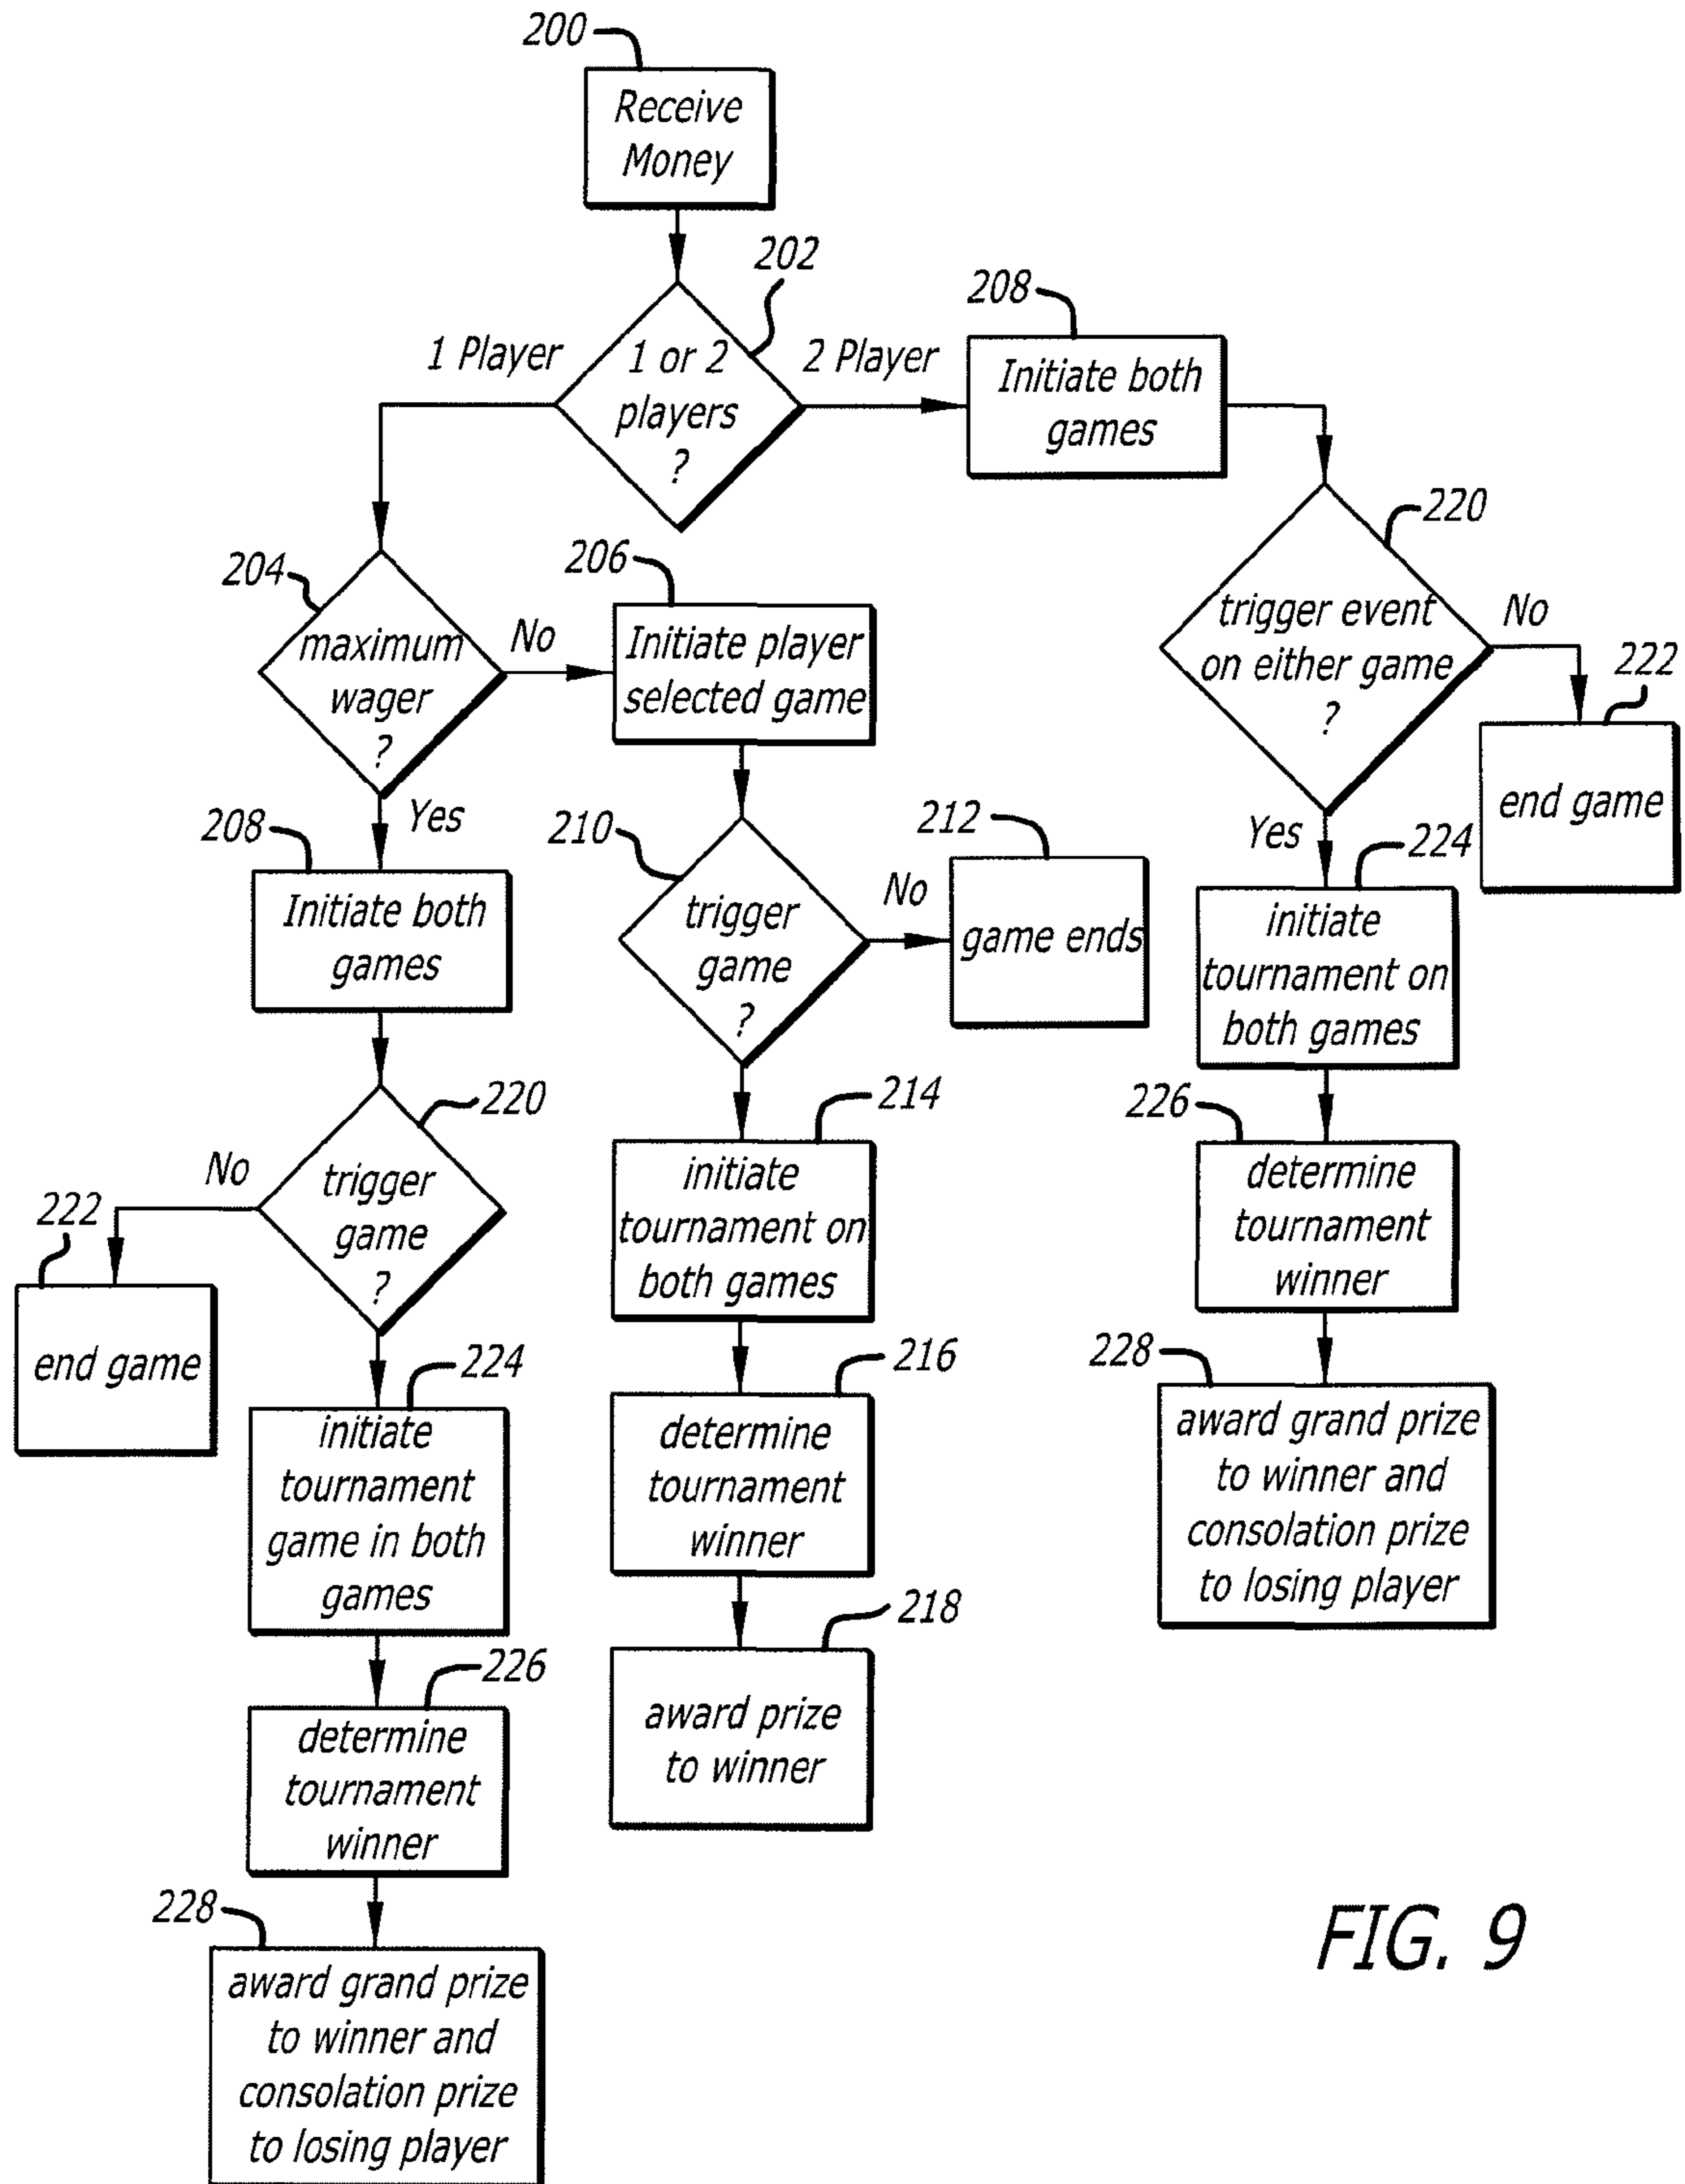 200
Receive
Money
202
1 Player
1 or 2
players
?
2 Player
208
Initiate both
games
220
trigger event
on either game
?
No
222
end game
Yes
224
initiate
tournament on
both games
226
determine
tournament
winner
228
award grand prize
to winner and
consolation prize
to losing player
204
maximum
wager
?
No
206
Initiate player
selected game
210
trigger
game
?
No
212
game ends
214
initiate
tournament on
both games
216
determine
tournament
winner
218
award prize
to winner
Yes
208
Initiate both
games
220
trigger
game
?
No
222
end game
224
initiate
tournament
game in both
games
226
determine
tournament
winner
228
award grand prize
to winner and
consolation prize
to losing player
FIG. 9